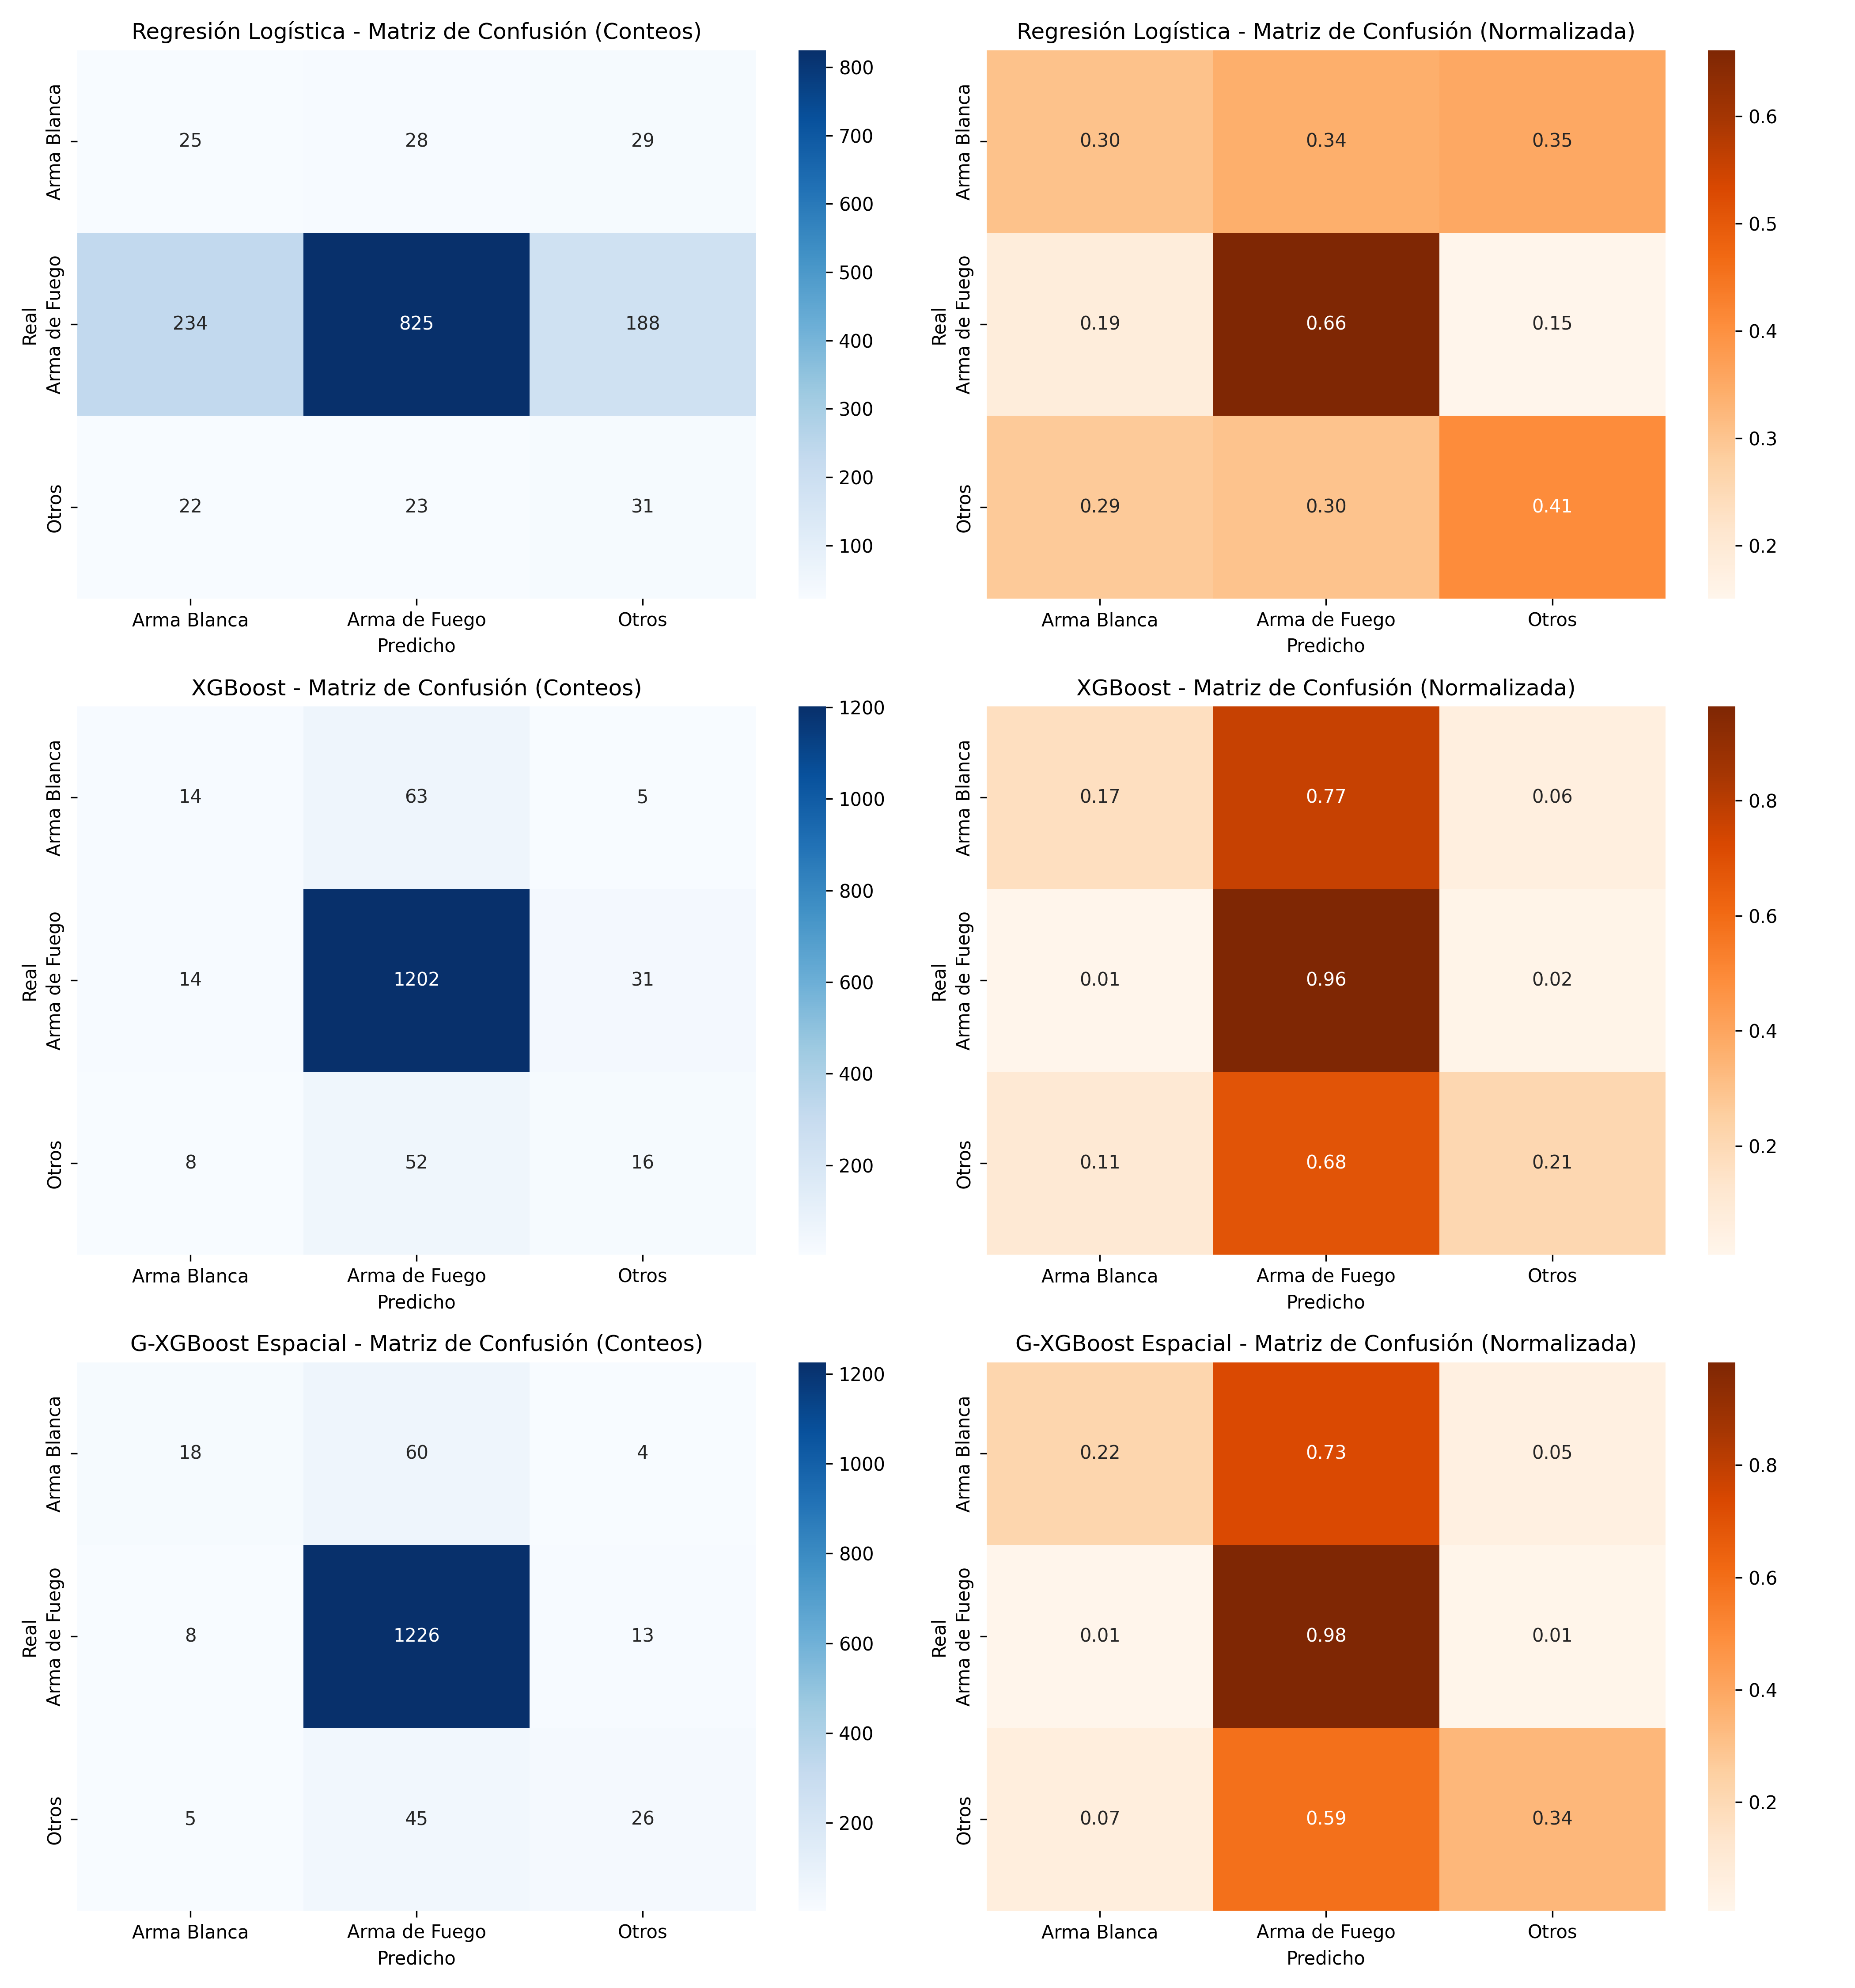 Regresión Logística - Matriz de Confusión (Conteos)
Real
Arma Blanca
Arma de Fuego
Otros
25 28 29
234 825 188
22 23 31
Arma Blanca Arma de Fuego Otros
Predicho
800
700
600
500
400
300
200
100
Regresión Logística - Matriz de Confusión (Normalizada)
Real
Arma Blanca
Arma de Fuego
Otros
0.30 0.34 0.35
0.19 0.66 0.15
0.29 0.30 0.41
Arma Blanca Arma de Fuego Otros
Predicho
0.6
0.5
0.4
0.3
0.2
XGBoost - Matriz de Confusión (Conteos)
Real
Arma Blanca
Arma de Fuego
Otros
14 63 5
14 1202 31
8 52 16
Arma Blanca Arma de Fuego Otros
Predicho
1200
1000
800
600
400
200
XGBoost - Matriz de Confusión (Normalizada)
Real
Arma Blanca
Arma de Fuego
Otros
0.17 0.77 0.06
0.01 0.96 0.02
0.11 0.68 0.21
Arma Blanca Arma de Fuego Otros
Predicho
0.8
0.6
0.4
0.2
G-XGBoost Espacial - Matriz de Confusión (Conteos)
Real
Arma Blanca
Arma de Fuego
Otros
18 60 4
8 1226 13
5 45 26
Arma Blanca Arma de Fuego Otros
Predicho
1200
1000
800
600
400
200
G-XGBoost Espacial - Matriz de Confusión (Normalizada)
Real
Arma Blanca
Arma de Fuego
Otros
0.22 0.73 0.05
0.01 0.98 0.01
0.07 0.59 0.34
Arma Blanca Arma de Fuego Otros
Predicho
0.8
0.6
0.4
0.2